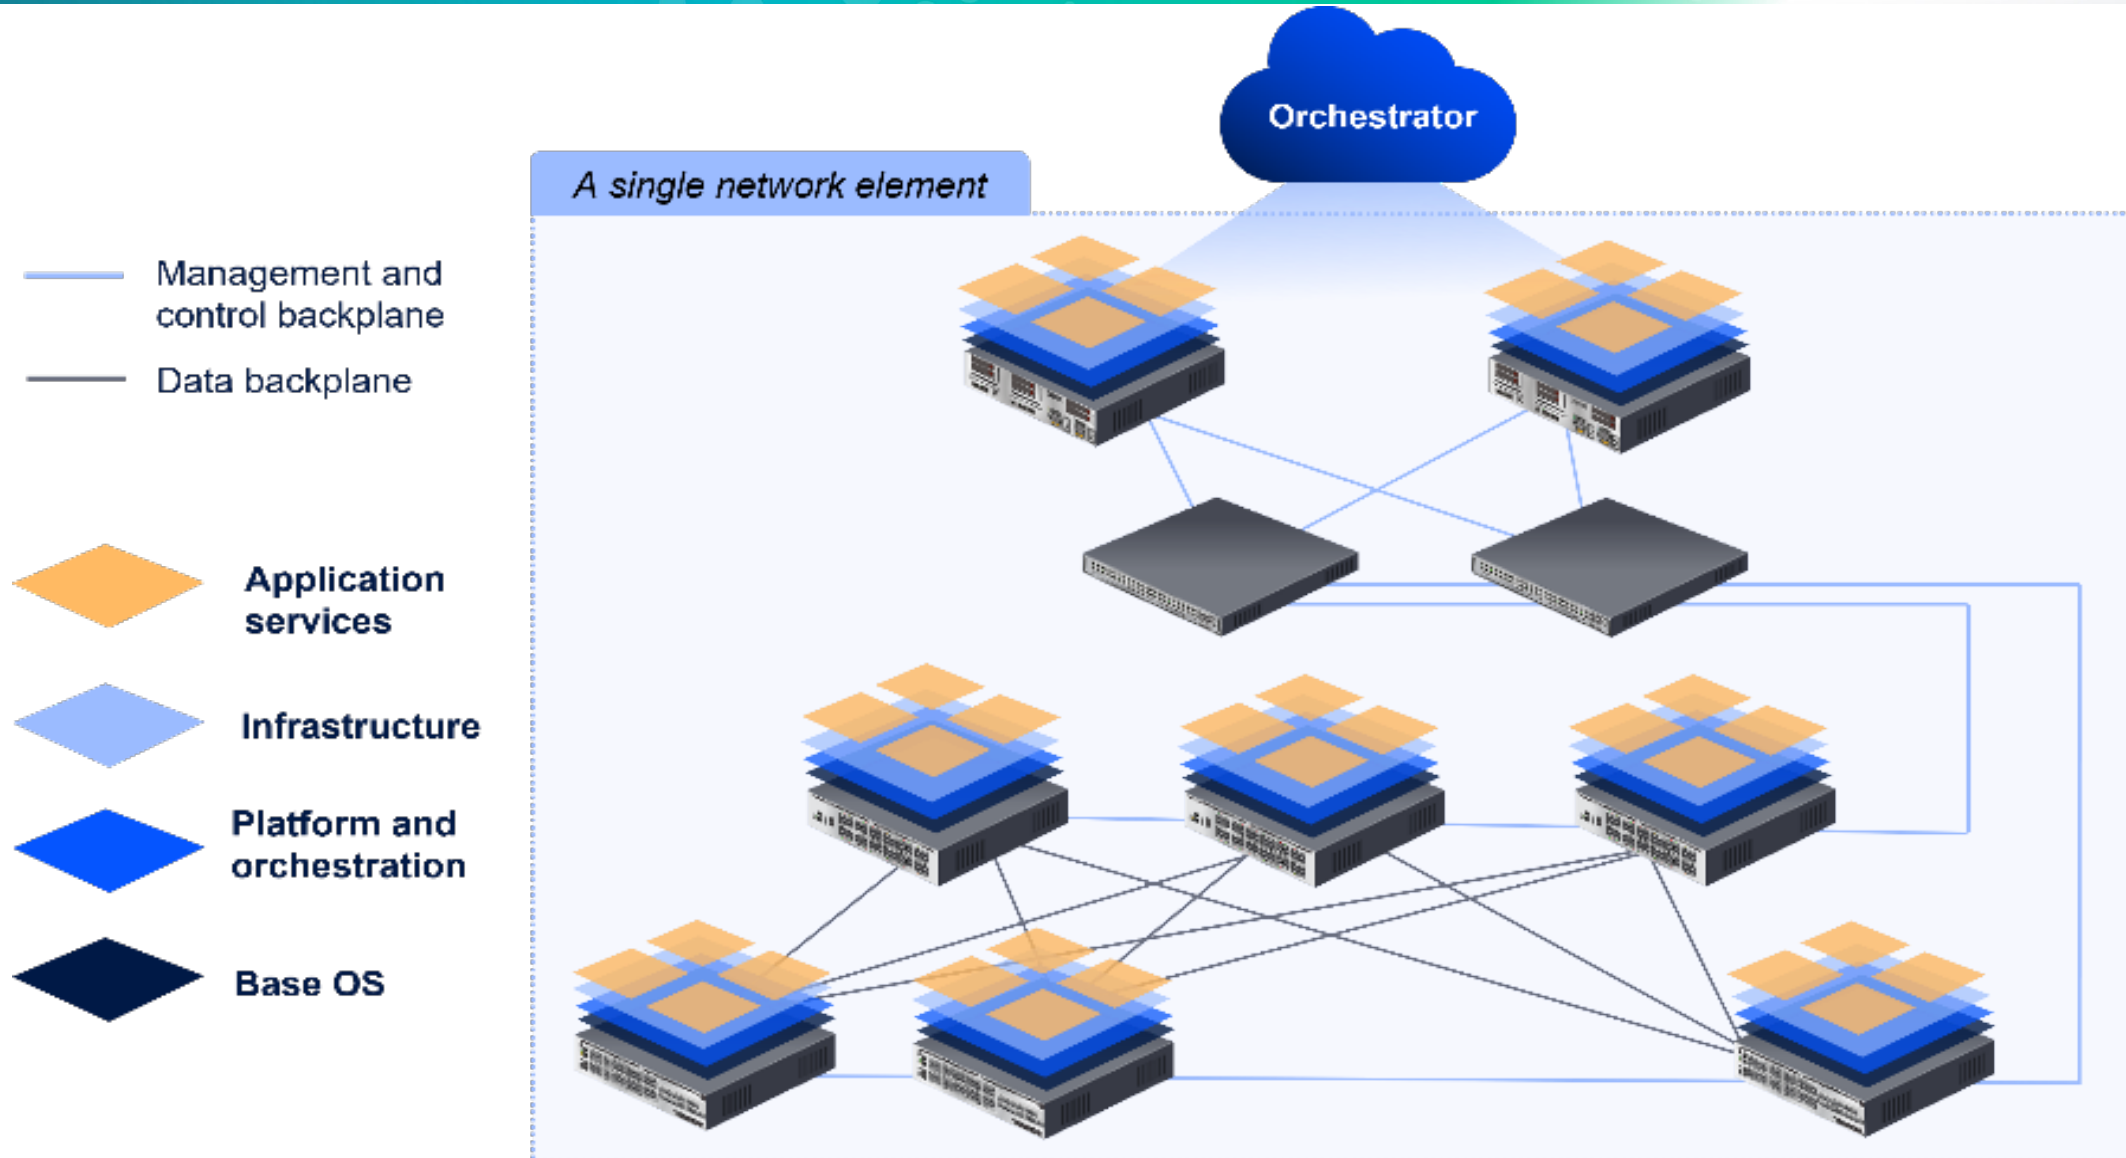 Orchestrator
A single network element
Management and
control backplane
Data backplane
Application
services
Infrastructure
Platform and
orchestration
Base OS